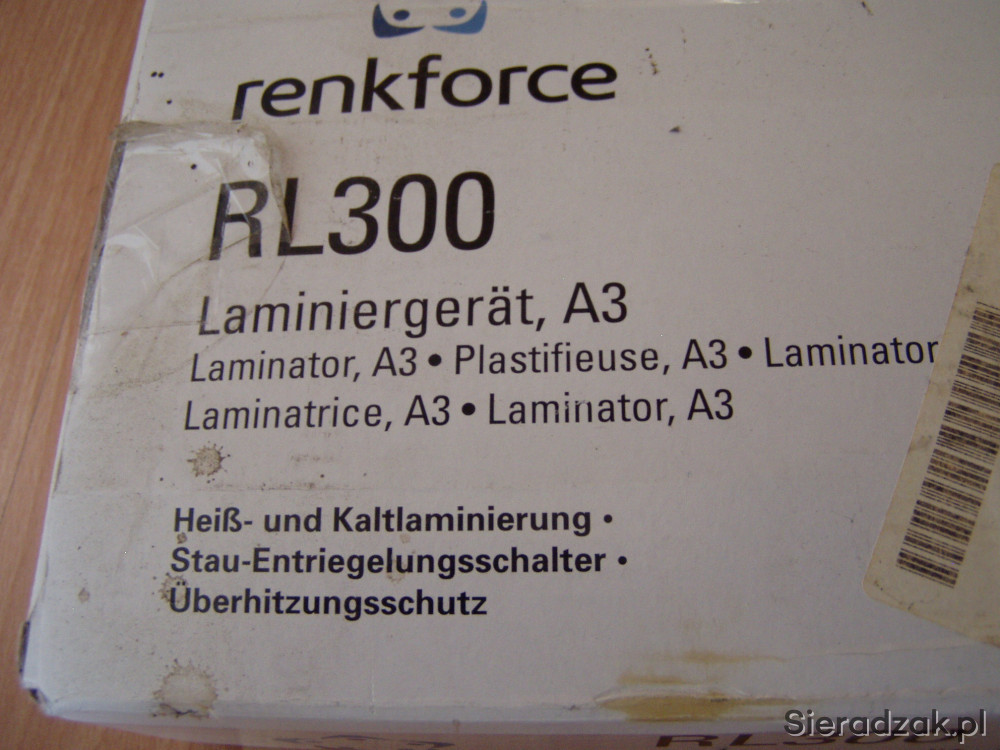 renkforce
RL300
Laminiergerät, A3
Laminator, A3 • Plastifieuse, A3 • Laminator
Laminatrice, A3 • Laminator, A3
Heiß- und Kaltlaminierung •
Stau-Entriegelungsschalter •
Überhitzungsschutz
Sieradzak.pl